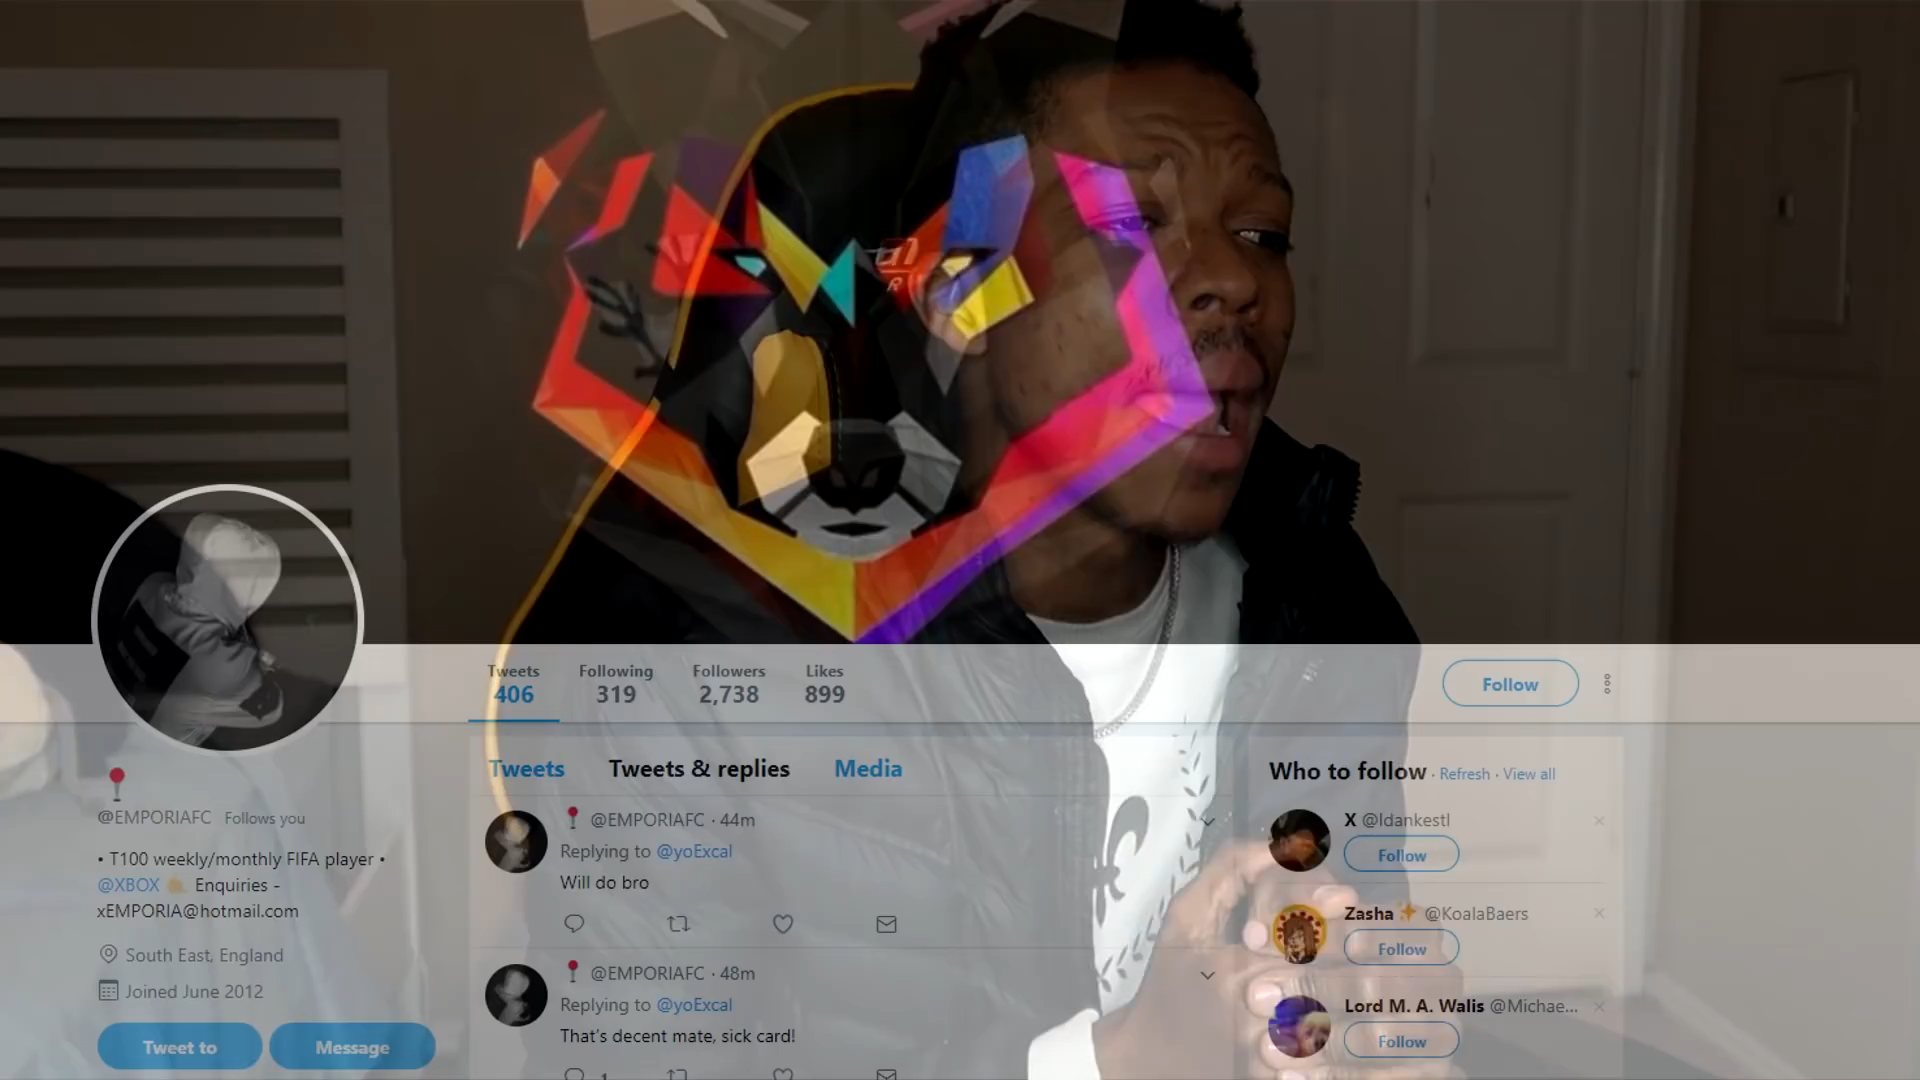 Tweets
406
Following
319
Followers
2,738
Likes
899
Follow
@EMPORIAFC Follows you
• T100 weekly/monthly FIFA player •
@XBOX Enquiries -
xEMPORIA@hotmail.com
South East, England
Joined June 2012
Tweet to
Message
Tweets
Tweets & replies
Media
@EMPORIAFC · 44m
Replying to @yoExcal
Will do bro
@EMPORIAFC · 48m
Replying to @yoExcal
That's decent mate, sick card!
1
Who to follow · Refresh · View all
X @ldankestl
Follow
Zasha @KoalaBaers
Follow
Lord M. A. Walis @Michae...
Follow